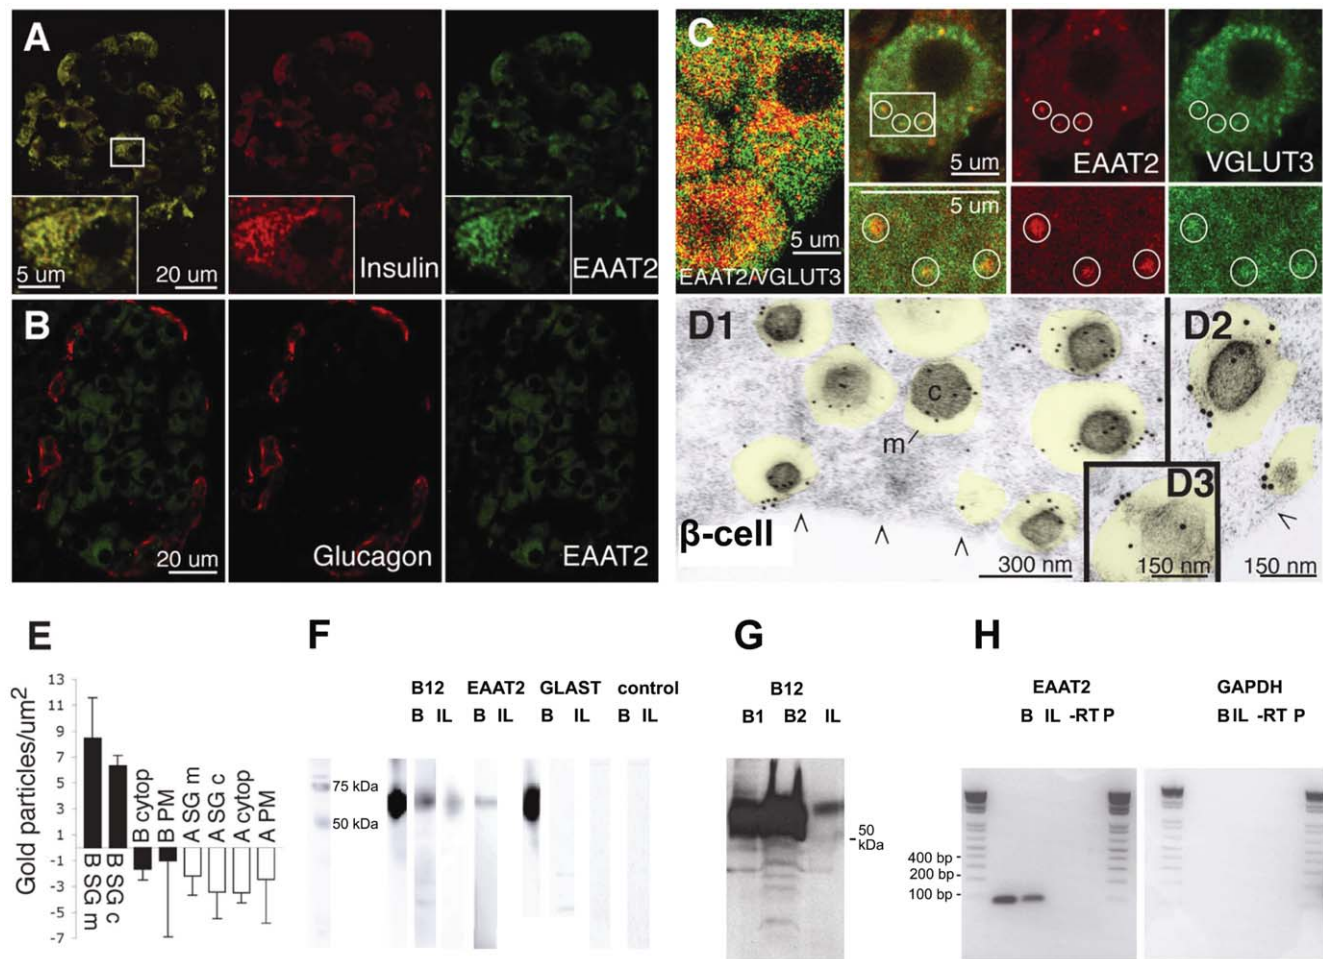 A
5 um
20 um
Insulin
EAAT2
B
20 um
Glucagon
EAAT2
C
EAAT2/VGLUT3
5 um
5 um
EAAT2
VGLUT3
5 um
D1
c
m
β-cell
300 nm
D2
150 nm
D3
150 nm
E
Gold particles/um²
13
11
9
7
5
3
1
-1
-3
-5
-7
B SG m
B SG c
B cytop
B PM
A SG m
A SG c
A cytop
A PM
F
B12 EAAT2 GLAST control
B IL B IL B IL B IL
75 kDa
50 kDa
G
B12
B1 B2 IL
50
kDa
H
EAAT2 GAPDH
B IL -RT P B IL -RT P
400 bp
200 bp
100 bp